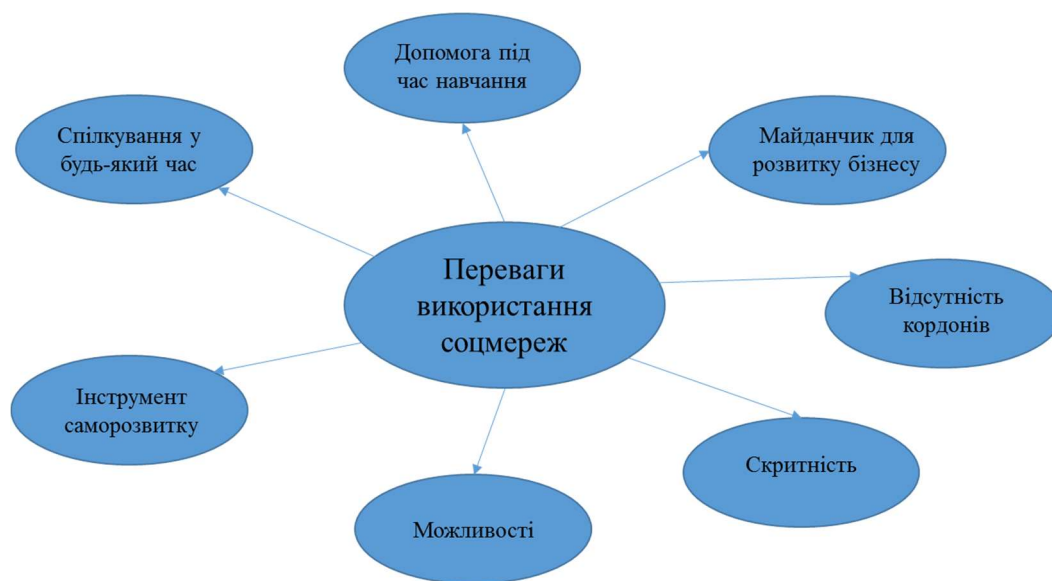 Допомога під
час навчання
Спілкування у
будь-який час
Майданчик для
розвитку бізнесу
Переваги
використання
соцмереж
Відсутність
кордонів
Інструмент
саморозвитку
Скритність
Можливості